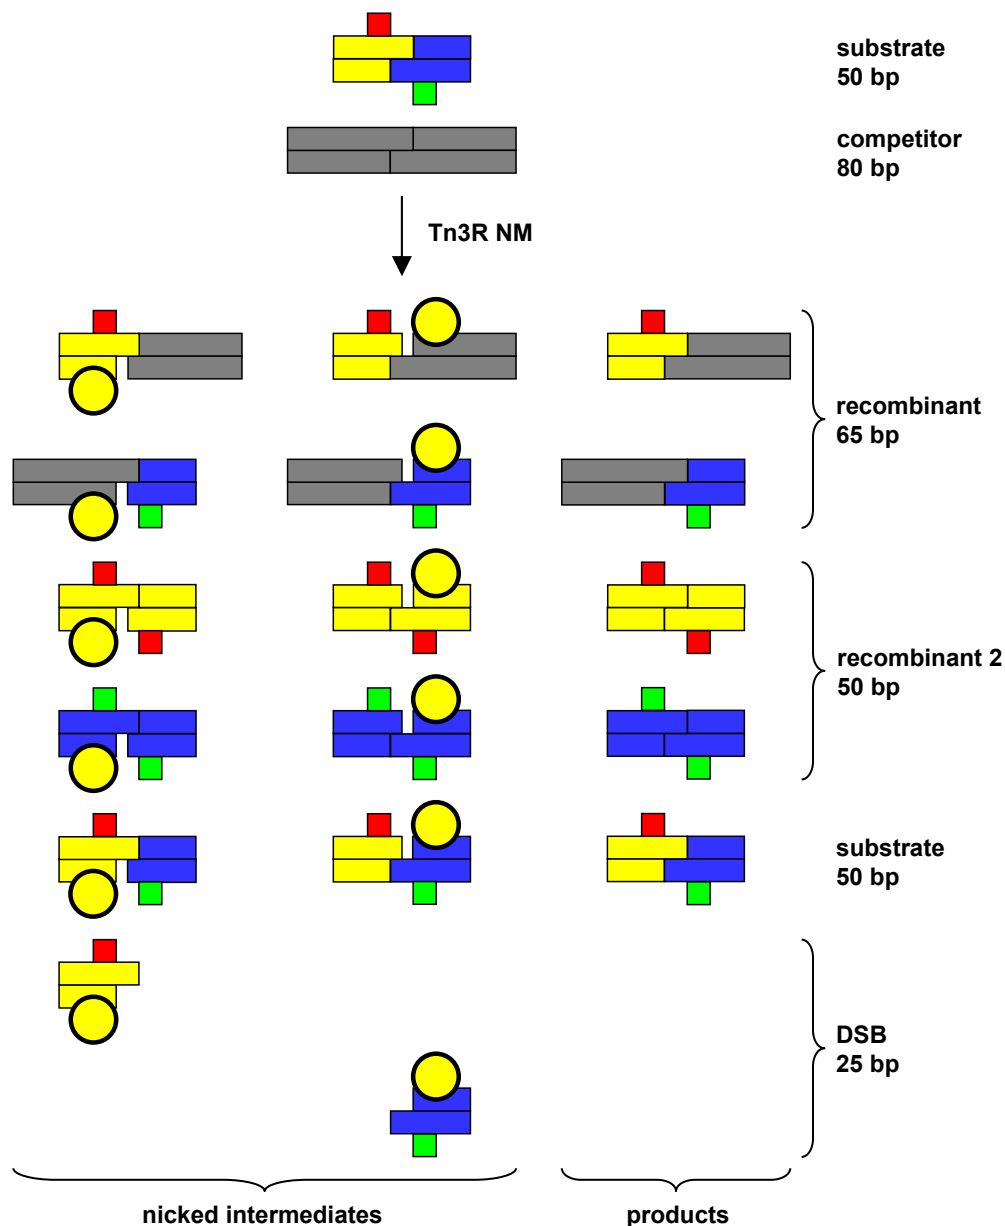 substrate
50 bp
competitor
80 bp
Tn3R NM
recombinant
65 bp
recombinant 2
50 bp
substrate
50 bp
DSB
25 bp
nicked intermediates
products